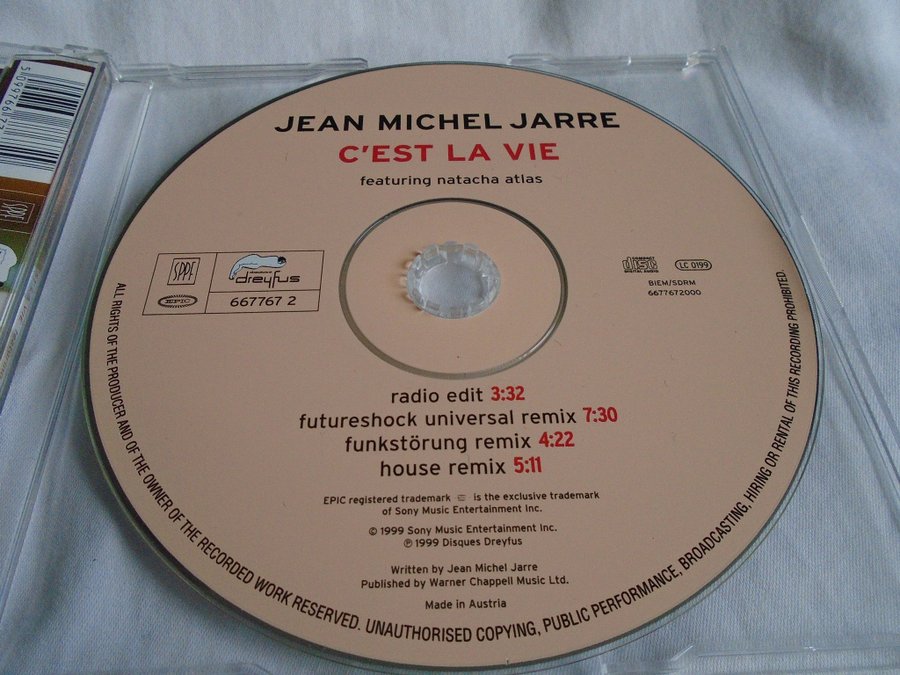 JEAN MICHEL JARRE
C'EST LA VIE
featuring natacha atlas
SPPF
dreyfus
EPIC
667767 2
COMPACT
disc
DIGITAL AUDIO
LC 0199
BIEM/SDRM
6677672000
radio edit 3:32
futureshock universal remix 7:30
funkstörung remix 4:22
house remix 5:11
EPIC registered trademark is the exclusive trademark
of Sony Music Entertainment Inc.
© 1999 Sony Music Entertainment Inc.
℗ 1999 Disques Dreyfus
Written by Jean Michel Jarre
Published by Warner Chappell Music Ltd.
Made in Austria
ALL RIGHTS OF THE PRODUCER AND OF THE OWNER OF THE RECORDED WORK RESERVED. UNAUTHORISED COPYING, PUBLIC PERFORMANCE, BROADCASTING, HIRING OR RENTAL OF THIS RECORDING PROHIBITED.
SPPF